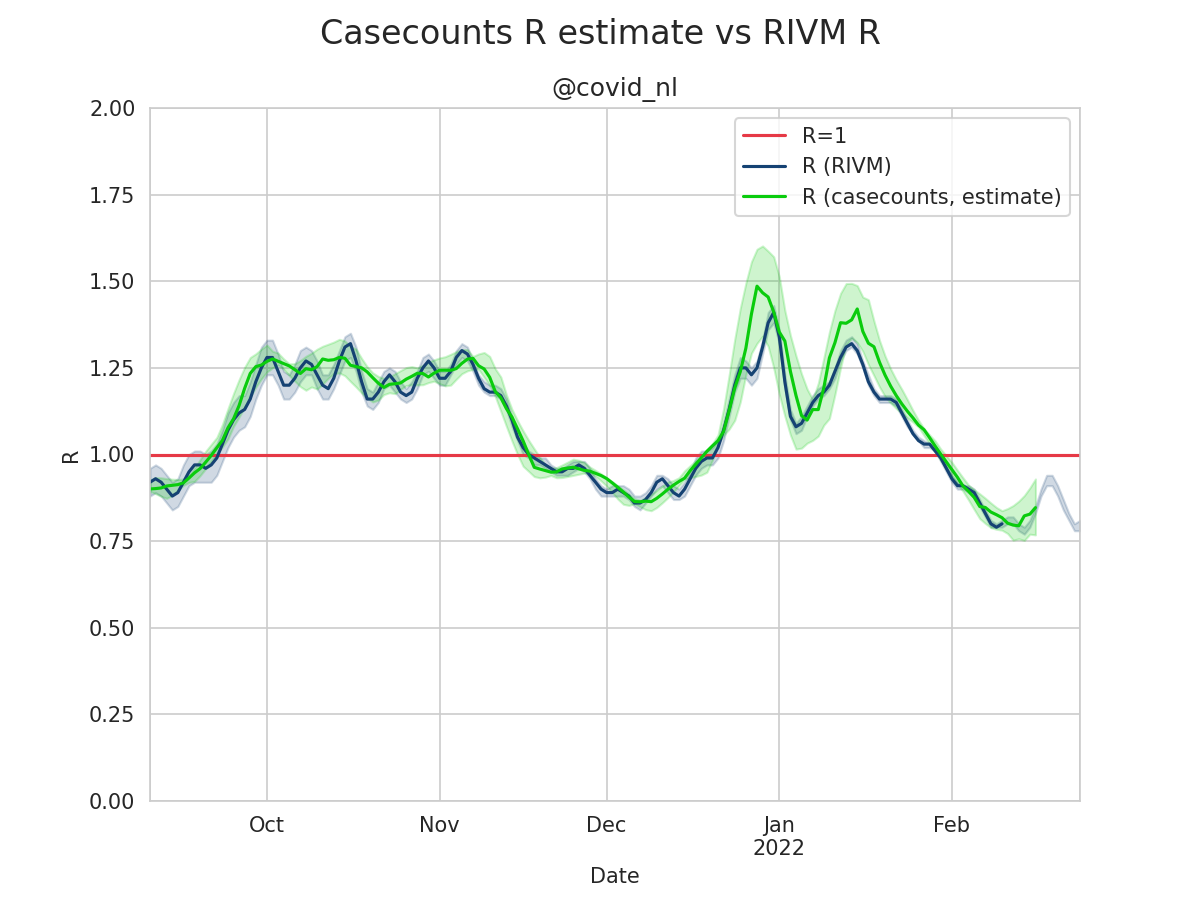 Casecounts R estimate vs RIVM R
@covid_nl
2.00
1.75
1.50
1.25
1.00
0.75
0.50
0.25
0.00
R
R=1
R (RIVM)
R (casecounts, estimate)
Oct
Nov
Dec
Jan
2022
Feb
Date